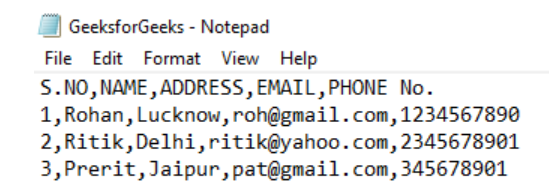 GeeksforGeeks - Notepad
File Edit Format View Help
S.NO,NAME,ADDRESS,EMAIL,PHONE No.
1,Rohan,Lucknow,roh@gmail.com,1234567890
2,Ritik,Delhi,ritik@yahoo.com,2345678901
3,Prerit,Jaipur,pat@gmail.com,345678901